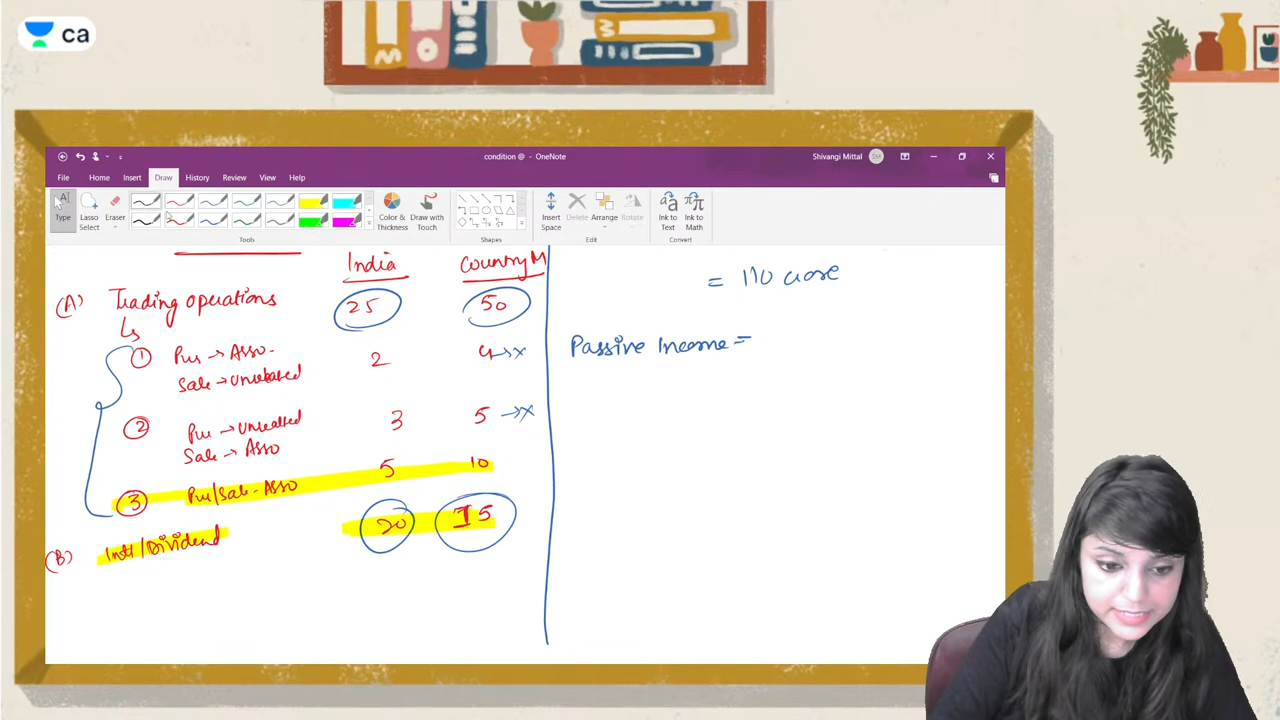 ca
condition @ - OneNote
Shivangi Mittal
SM
File Home Insert Draw History Review View Help
Type
Lasso Select
Eraser
Color & Thickness
Draw with Touch
Insert Space
Delete
Arrange
Ink to Text
Ink to Math
Tools
Shapes
Edit
Convert
India Country M
(A) Trading operations 25 50
① Pur → Asso- 2 4 → x
Sale → Unrelated
② Pur → Unrelated 3 5 → x
Sale → Asso
③ Pur/Sale - Asso 5 10
(B) Intt/Dividend 20 15
= 110 crore
Passive Income =